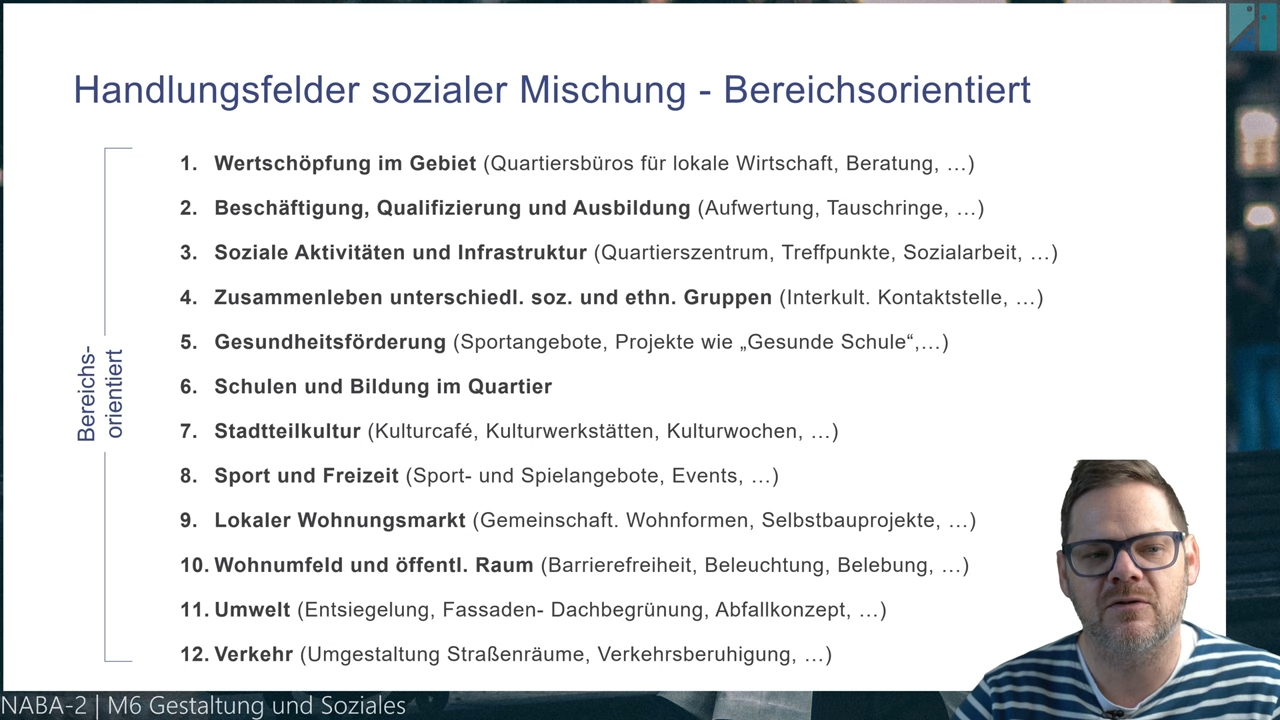 Handlungsfelder sozialer Mischung - Bereichsorientiert
Bereichs-
orientiert
1. Wertschöpfung im Gebiet (Quartiersbüros für lokale Wirtschaft, Beratung, …)
2. Beschäftigung, Qualifizierung und Ausbildung (Aufwertung, Tauschringe, …)
3. Soziale Aktivitäten und Infrastruktur (Quartierszentrum, Treffpunkte, Sozialarbeit, …)
4. Zusammenleben unterschiedl. soz. und ethn. Gruppen (Interkult. Kontaktstelle, …)
5. Gesundheitsförderung (Sportangebote, Projekte wie „Gesunde Schule“,…)
6. Schulen und Bildung im Quartier
7. Stadtteilkultur (Kulturcafé, Kulturwerkstätten, Kulturwochen, …)
8. Sport und Freizeit (Sport- und Spielangebote, Events, …)
9. Lokaler Wohnungsmarkt (Gemeinschaft. Wohnformen, Selbstbauprojekte, …)
10. Wohnumfeld und öffentl. Raum (Barrierefreiheit, Beleuchtung, Belebung, …)
11. Umwelt (Entsiegelung, Fassaden- Dachbegrünung, Abfallkonzept, …)
12. Verkehr (Umgestaltung Straßenräume, Verkehrsberuhigung, …)
NABA-2 | M6 Gestaltung und Soziales